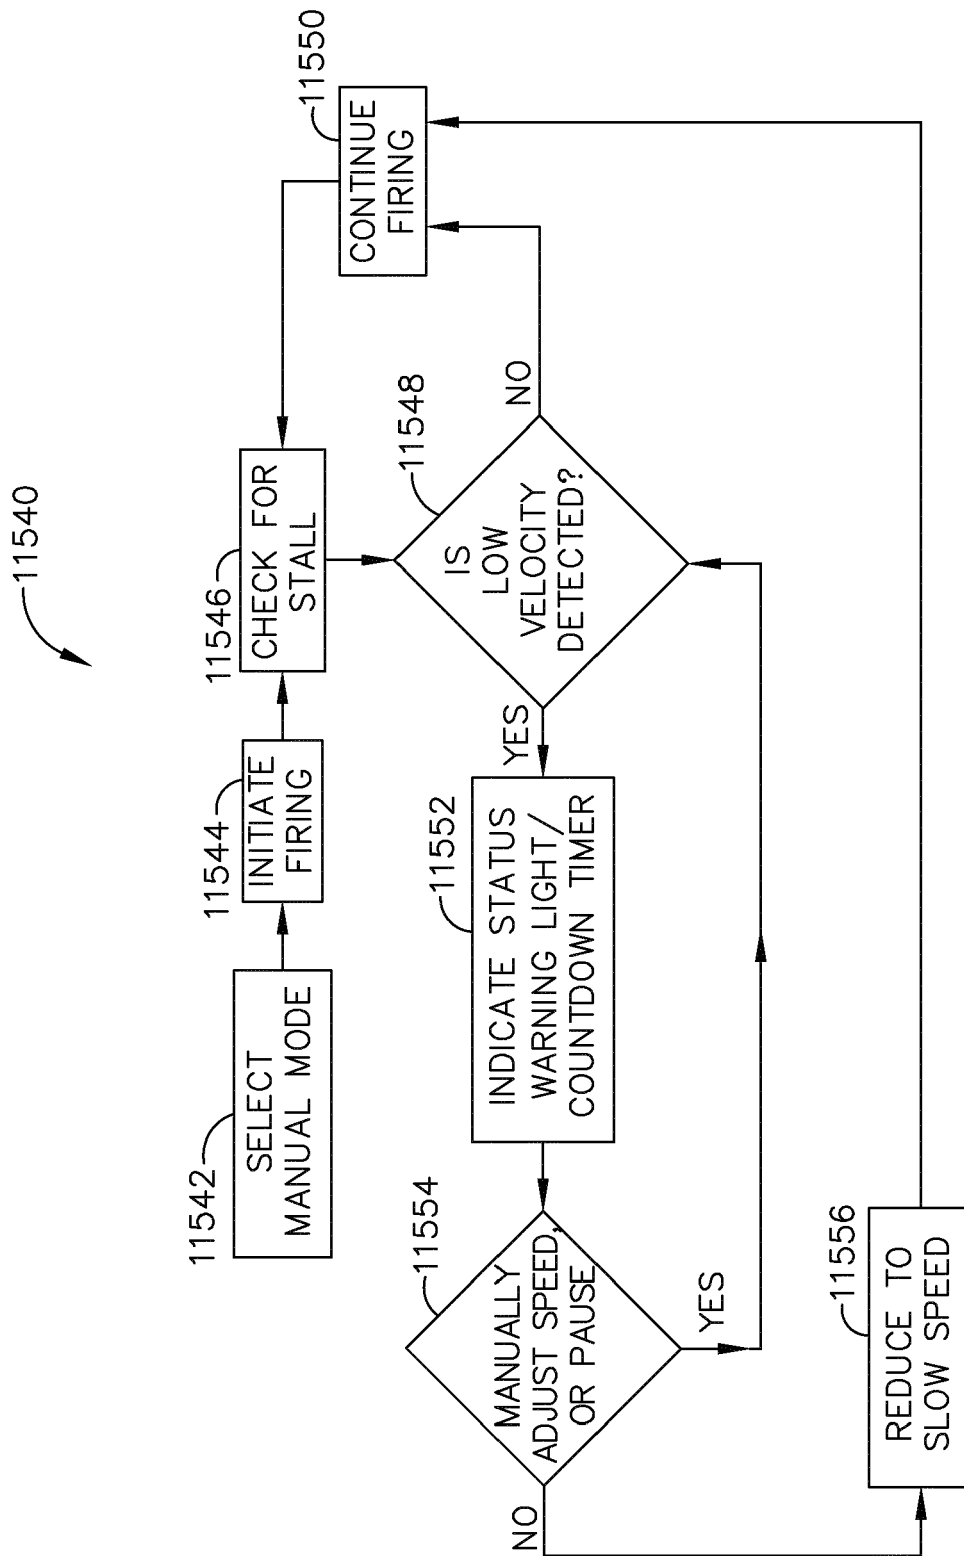 11540
11542
SELECT
MANUAL MODE
11544
INITIATE
FIRING
11546
CHECK FOR
STALL
11548
IS
LOW
VELOCITY
DETECTED?
NO
11550
CONTINUE
FIRING
YES
11552
INDICATE STATUS
WARNING LIGHT/
COUNTDOWN TIMER
11554
MANUALLY
ADJUST SPEED,
OR PAUSE
YES
NO
11556
REDUCE TO
SLOW SPEED